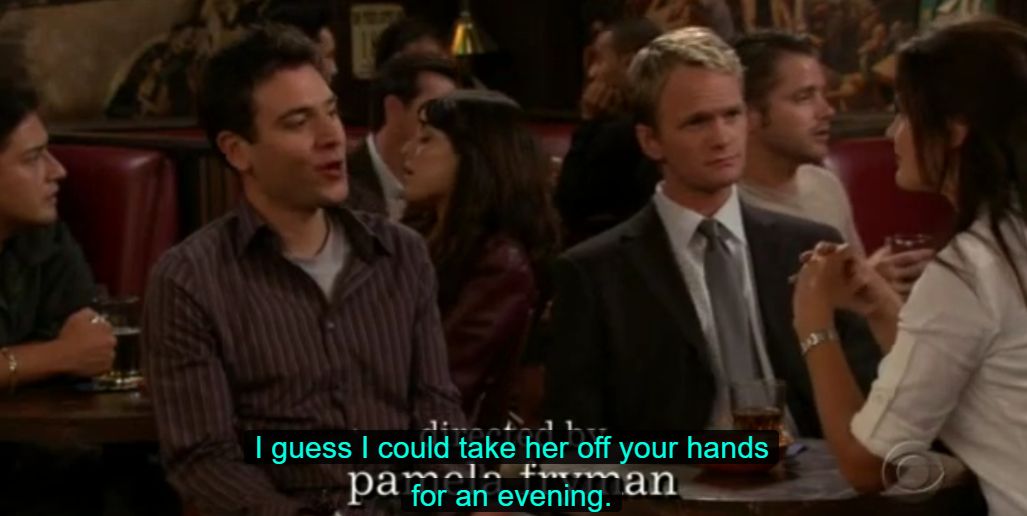 directed by
I guess I could take her off your hands
pamela fryman
for an evening.